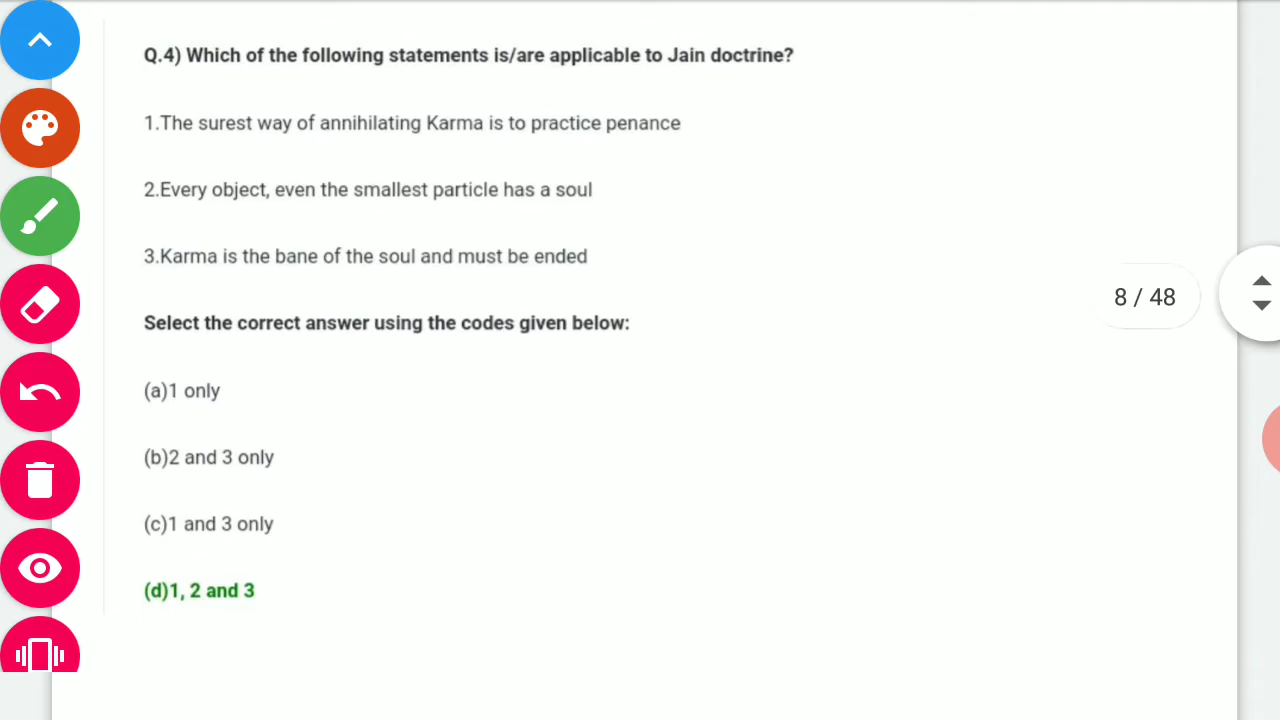 Q.4) Which of the following statements is/are applicable to Jain doctrine?
1.The surest way of annihilating Karma is to practice penance
2.Every object, even the smallest particle has a soul
3.Karma is the bane of the soul and must be ended
8 / 48
Select the correct answer using the codes given below:
(a)1 only
(b)2 and 3 only
(c)1 and 3 only
(d)1, 2 and 3